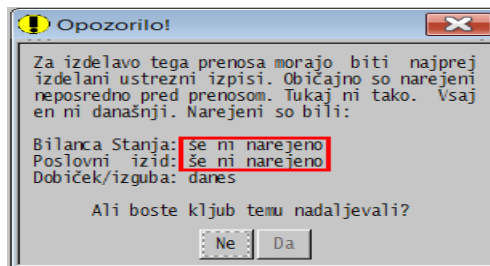 Opozorilo!
Za izdelavo tega prenosa morajo biti najprej
izdelani ustrezni izpisi. Običajno so narejeni
neposredno pred prenosom. Tukaj ni tako. Vsaj
en ni današnji. Narejeni so bili:
Bilanca Stanja: še ni narejeno
Poslovni izid: še ni narejeno
Dobiček/izguba: danes
Ali boste kljub temu nadaljevali?
Ne Da